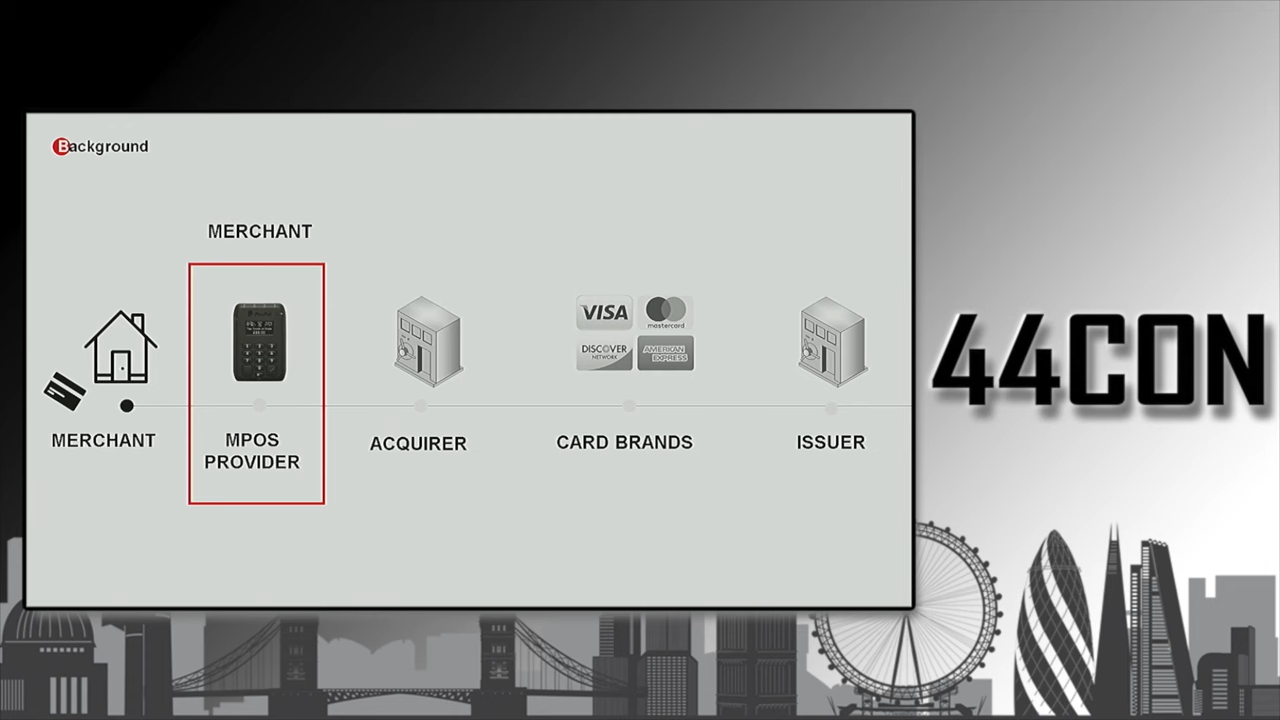 Background
MERCHANT
VISA
mastercard
DISCOVER
NETWORK
AMERICAN
EXPRESS
MERCHANT
MPOS
PROVIDER
ACQUIRER
CARD BRANDS
ISSUER
44CON